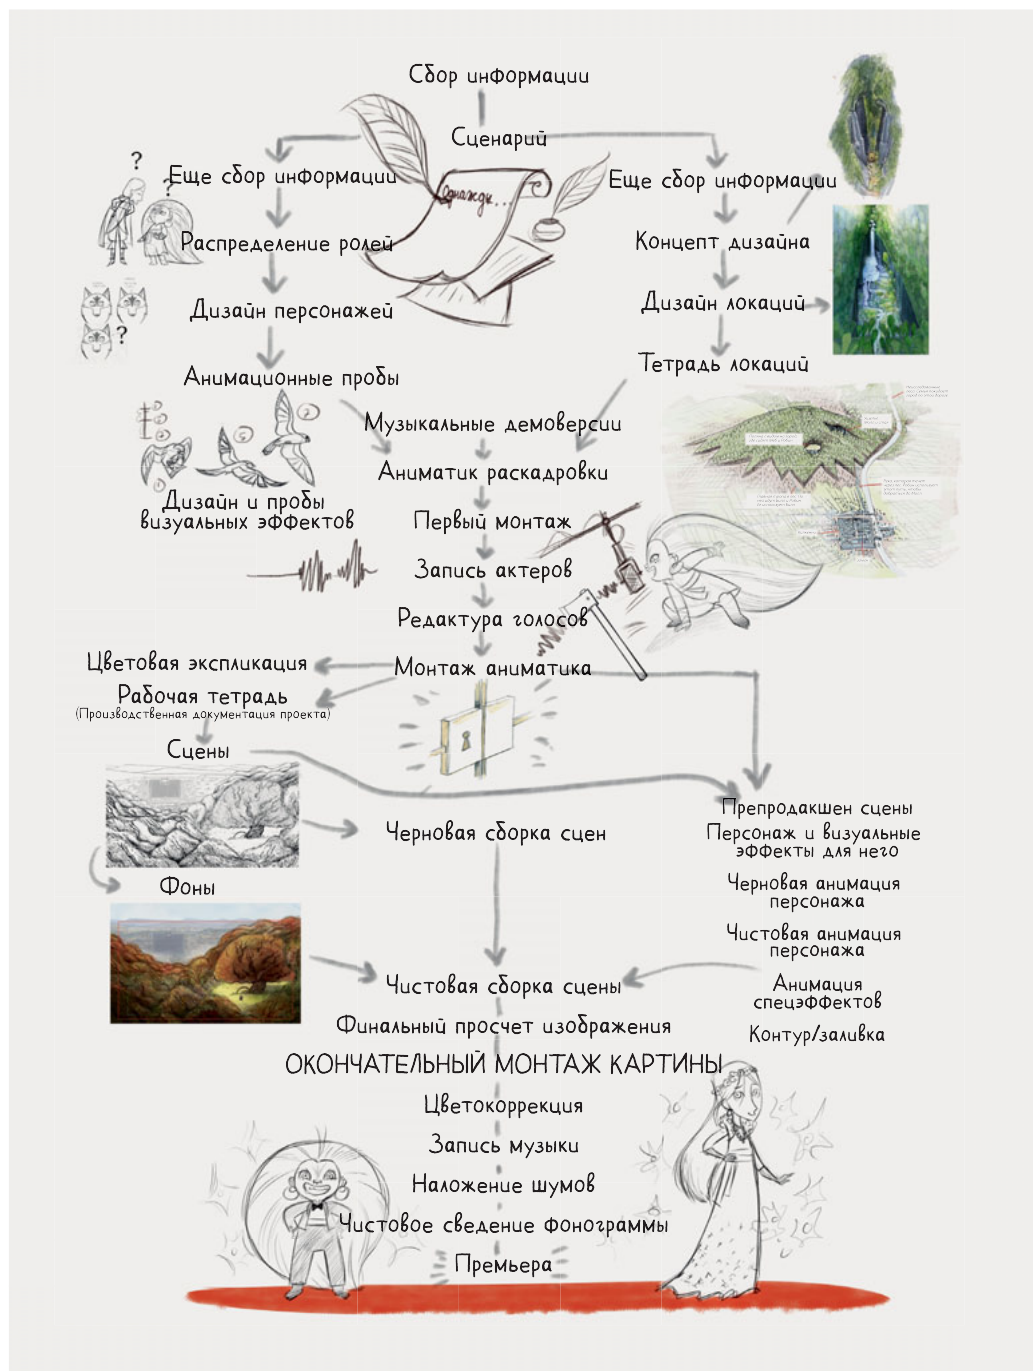 Сбор информации
Сценарий
Однажды...
?
?
Еще сбор информации
Еще сбор информации
Распределение ролей
Концепт дизайна
?
Дизайн персонажей
Дизайн локаций
Анимационные пробы
Тетрадь локаций
Музыкальные демоверсии
Аниматик раскадровки
Дизайн и пробы
визуальных эффектов
Первый монтаж
Запись актеров
Редактура голосов
Цветовая экспликация
Монтаж аниматика
Рабочая тетрадь
(Производственная документация проекта)
Сцены
Препродакшен сцены
Черновая сборка сцен
Персонаж и визуальные
эффекты для него
Фоны
Черновая анимация
персонажа
Чистовая анимация
персонажа
Чистовая сборка сцены
Анимация
спецэффектов
Финальный просчет изображения
Контур/заливка
ОКОНЧАТЕЛЬНЫЙ МОНТАЖ КАРТИНЫ
Цветокоррекция
Запись музыки
Наложение шумов
Чистовое сведение фонограммы
Премьера